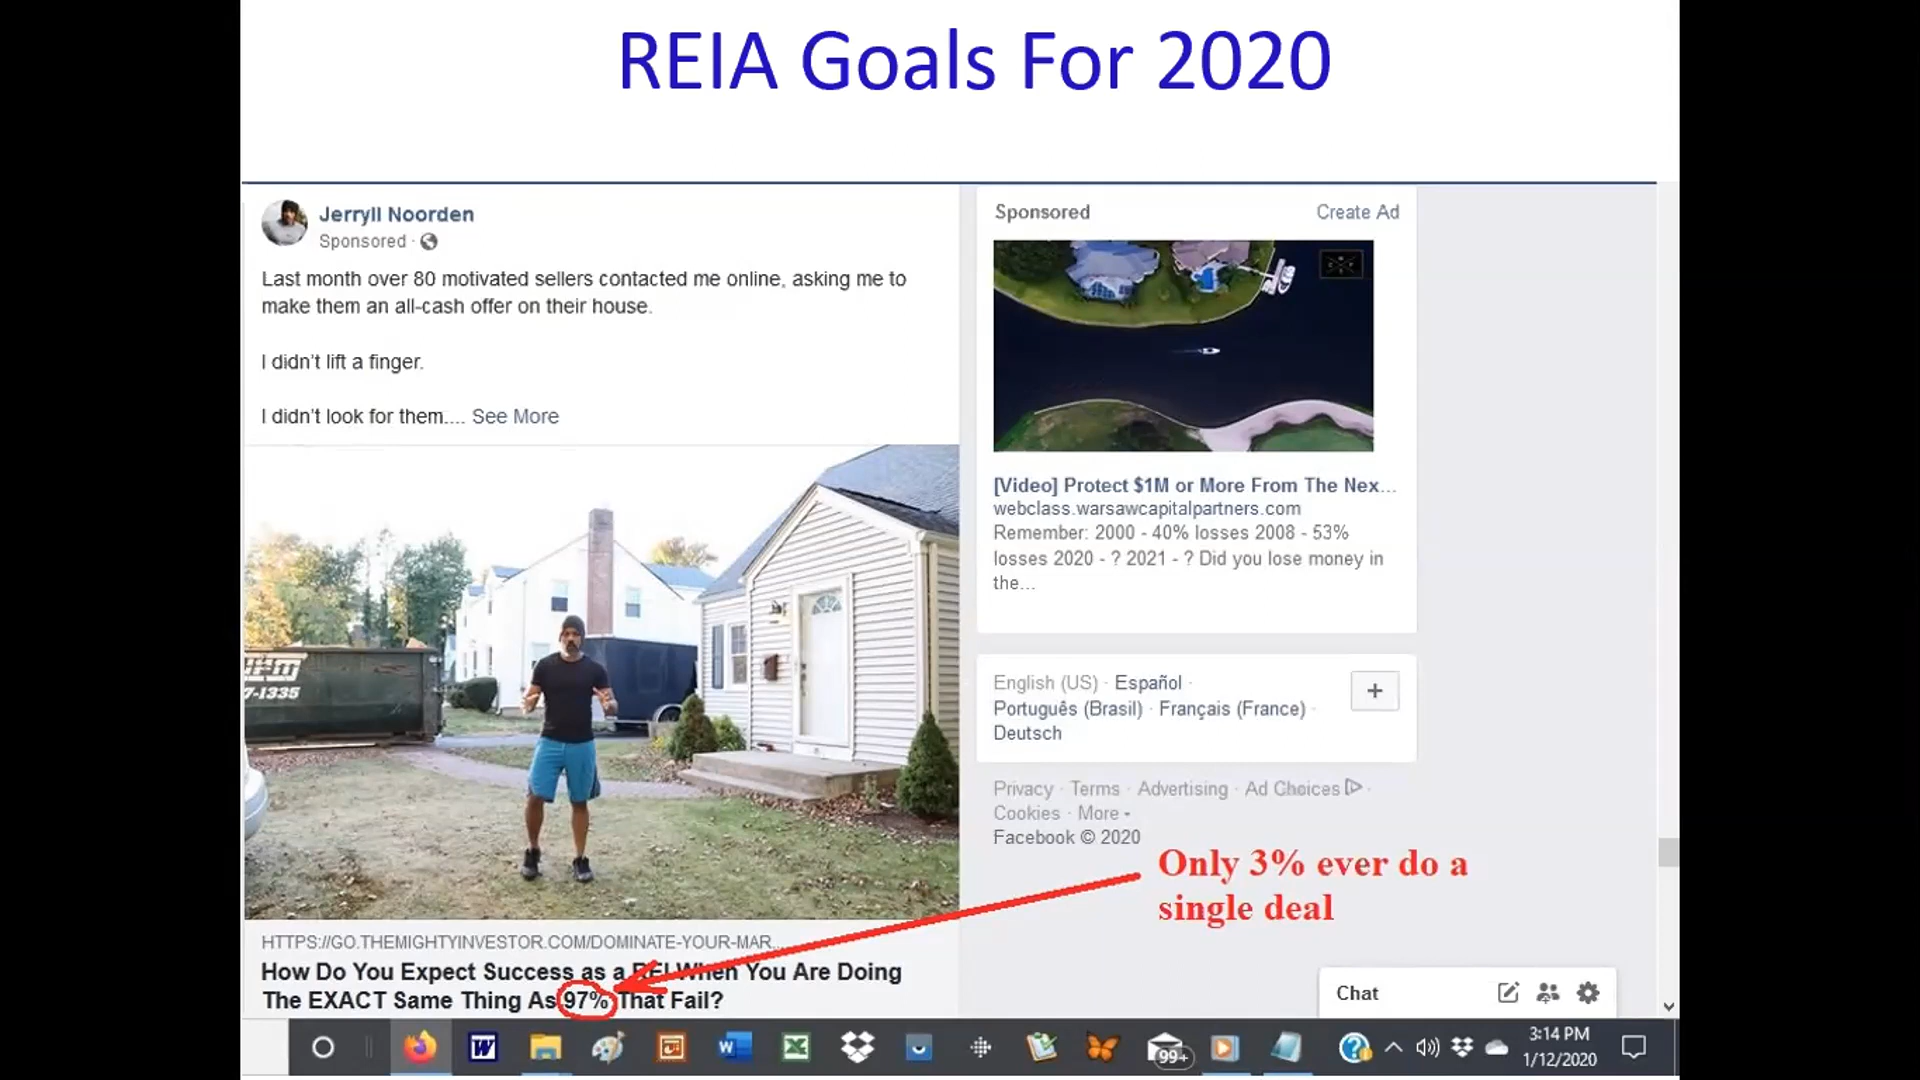 REIA Goals For 2020
Jerryll Noorden
Sponsored ·
Last month over 80 motivated sellers contacted me online, asking me to
make them an all-cash offer on their house.
I didn't lift a finger.
I didn't look for them.... See More
7-1335
HTTPS://GO.THEMIGHTYINVESTOR.COM/DOMINATE-YOUR-MAR...
How Do You Expect Success as a REI When You Are Doing
The EXACT Same Thing As 97% That Fail?
Sponsored Create Ad
[Video] Protect $1M or More From The Nex...
webclass.warsawcapitalpartners.com
Remember: 2000 - 40% losses 2008 - 53%
losses 2020 - ? 2021 - ? Did you lose money in
the...
English (US) · Español ·
Português (Brasil) · Français (France) ·
Deutsch
Privacy · Terms · Advertising · Ad Choices ·
Cookies · More
Facebook © 2020
Only 3% ever do a
single deal
Chat
99+
3:14 PM
1/12/2020